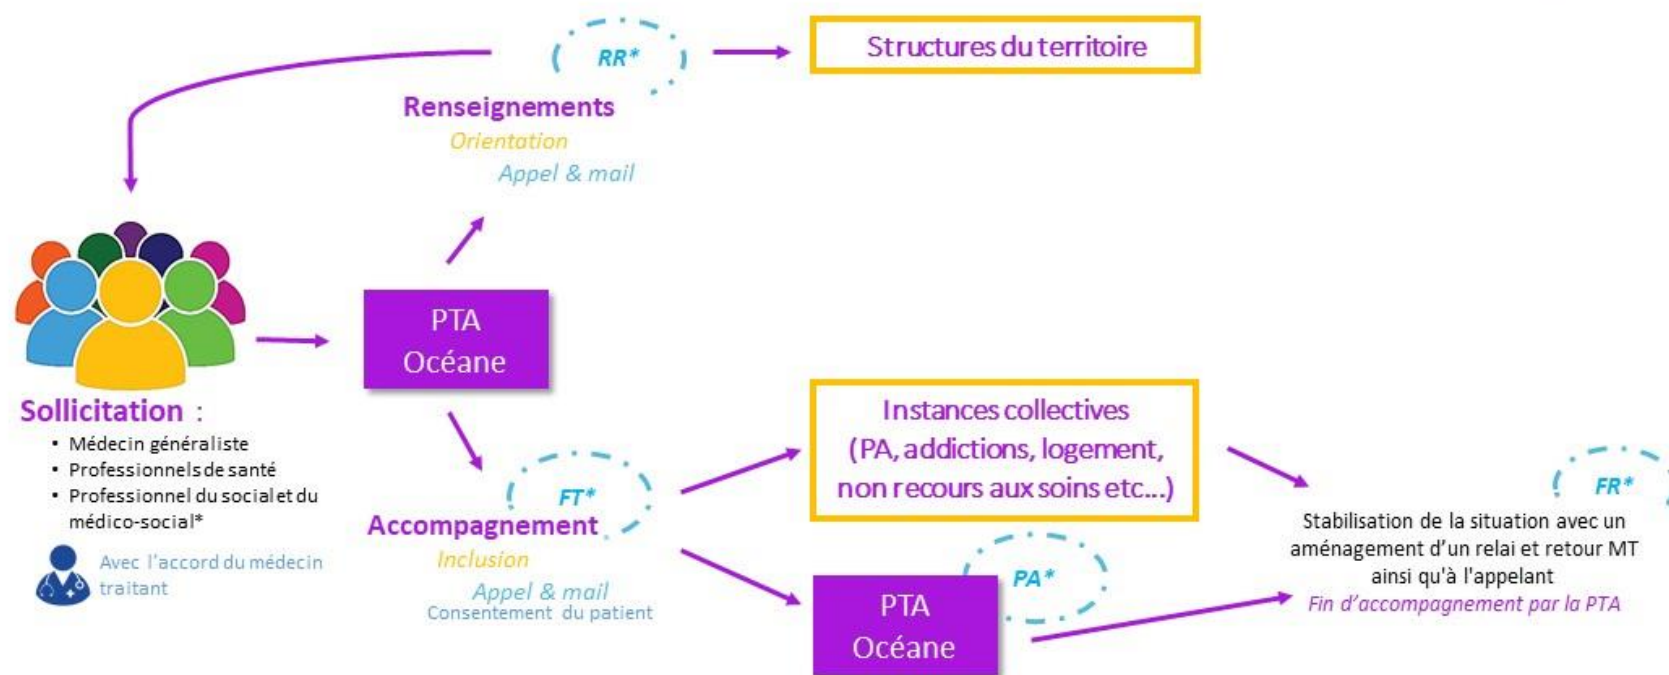 RR*
Structures du territoire
Renseignements
Orientation
Appel & mail
PTA
Océane
Sollicitation :
• Médecin généraliste
• Professionnels de santé
• Professionnel du social et du
médico-social*
Avec l'accord du médecin
traitant
FT*
Accompagnement
Inclusion
Appel & mail
Consentement du patient
Instances collectives
(PA, addictions, logement,
non recours aux soins etc...)
PA*
PTA
Océane
FR*
Stabilisation de la situation avec un
aménagement d’un relai et retour MT
ainsi qu'à l'appelant
Fin d’accompagnement par la PTA